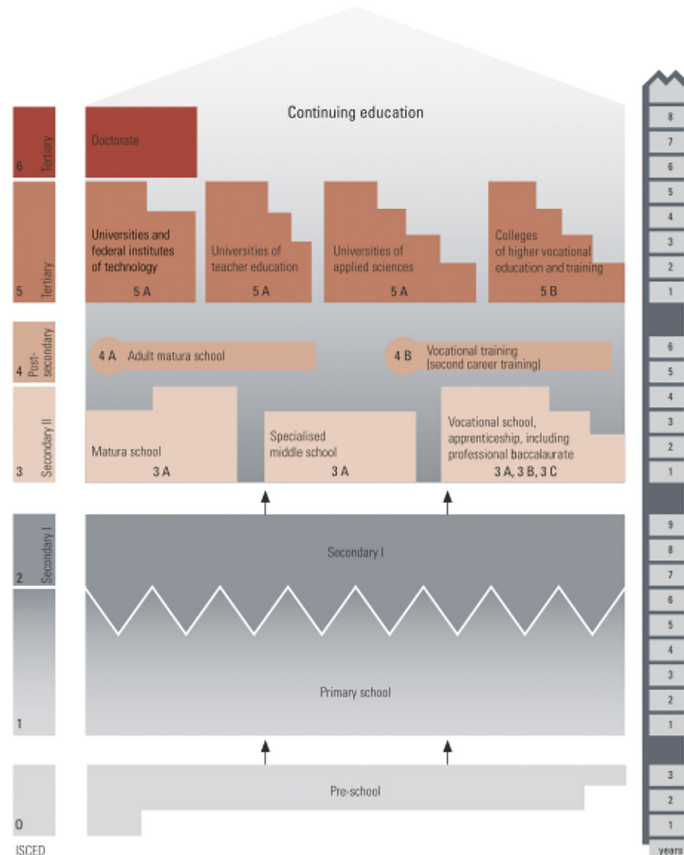 Continuing education
6
Tertiary
Doctorate
5
Tertiary
Universities and
federal institutes
of technology
5 A
Universities of
teacher education
5 A
Universities of
applied sciences
5 A
Colleges
of higher vocational
education and training
5 B
4
Post-
secondary
4 A
Adult matura school
4 B
Vocational training
(second career training)
3
Secondary II
Matura school
3 A
Specialised
middle school
3 A
Vocational school,
apprenticeship, including
professional baccalaurate
3 A, 3 B, 3 C
2
Secondary I
Secondary I
1
Primary school
0
Pre-school
ISCED
8
7
6
5
4
3
2
1
6
5
4
3
2
1
9
8
7
6
5
4
3
2
1
3
2
1
years